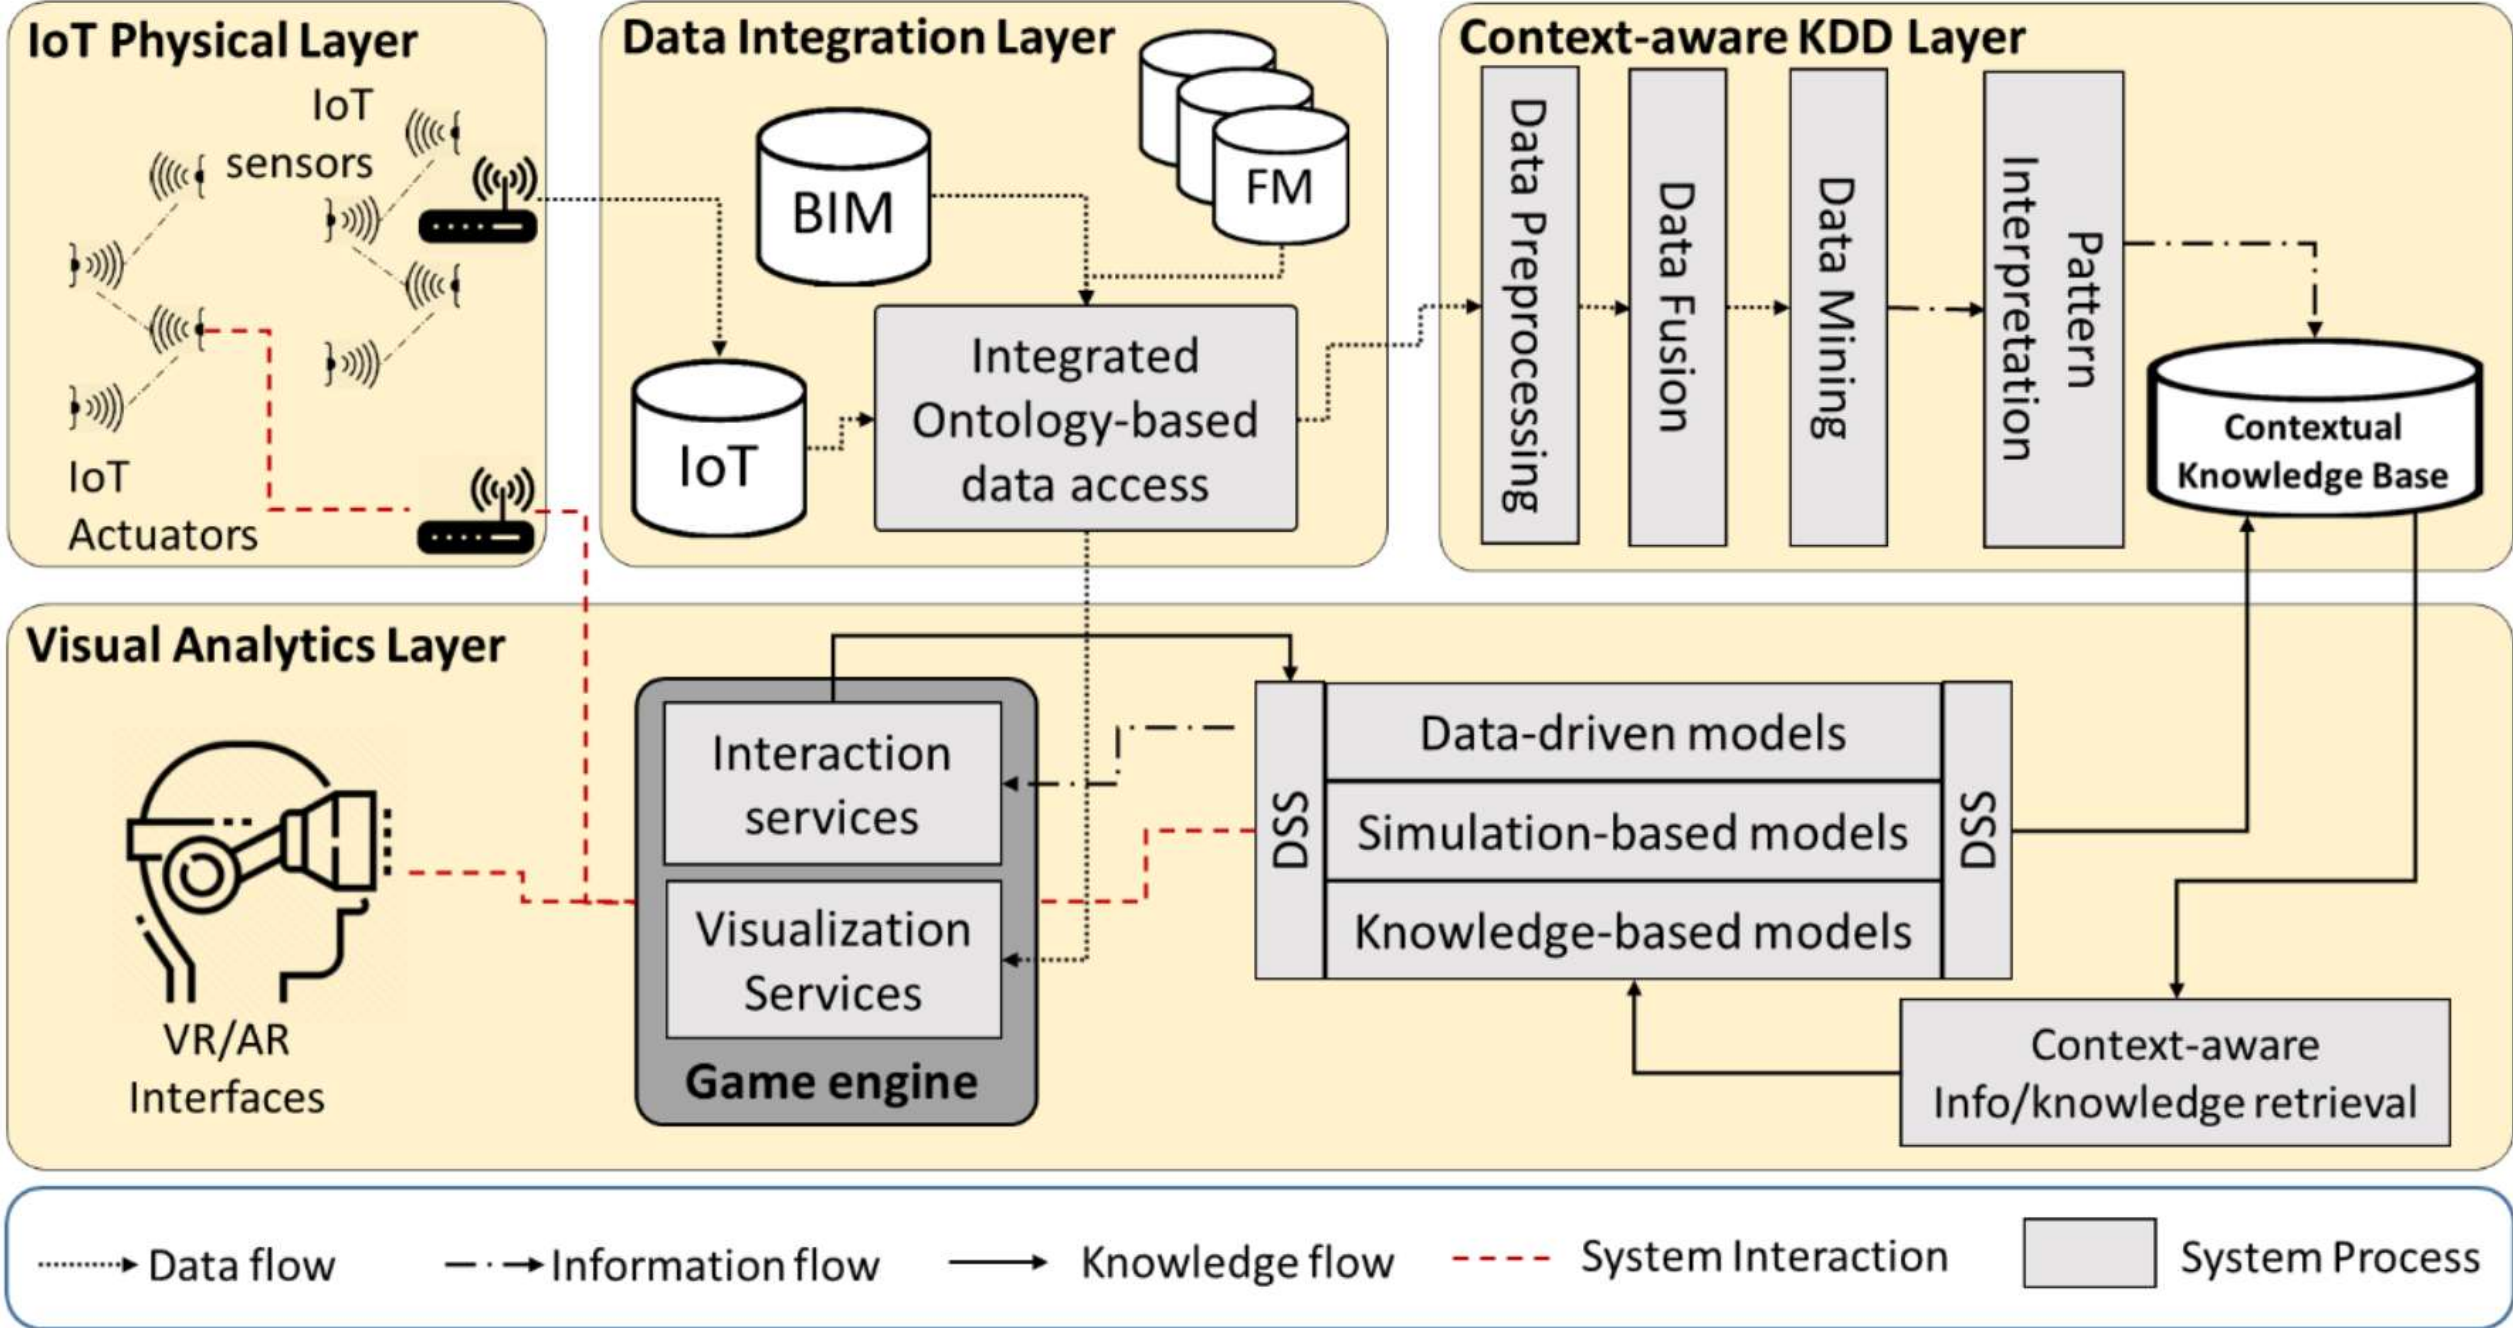 IoT Physical Layer
IoT
sensors
IoT
Actuators
Data Integration Layer
BIM
FM
IoT
Integrated
Ontology-based
data access
Context-aware KDD Layer
Data Preprocessing
Data Fusion
Data Mining
Pattern
Interpretation
Contextual
Knowledge Base
Visual Analytics Layer
VR/AR
Interfaces
Interaction
services
Visualization
Services
Game engine
DSS
Data-driven models
Simulation-based models
Knowledge-based models
DSS
Context-aware
Info/knowledge retrieval
Data flow
Information flow
Knowledge flow
System Interaction
System Process